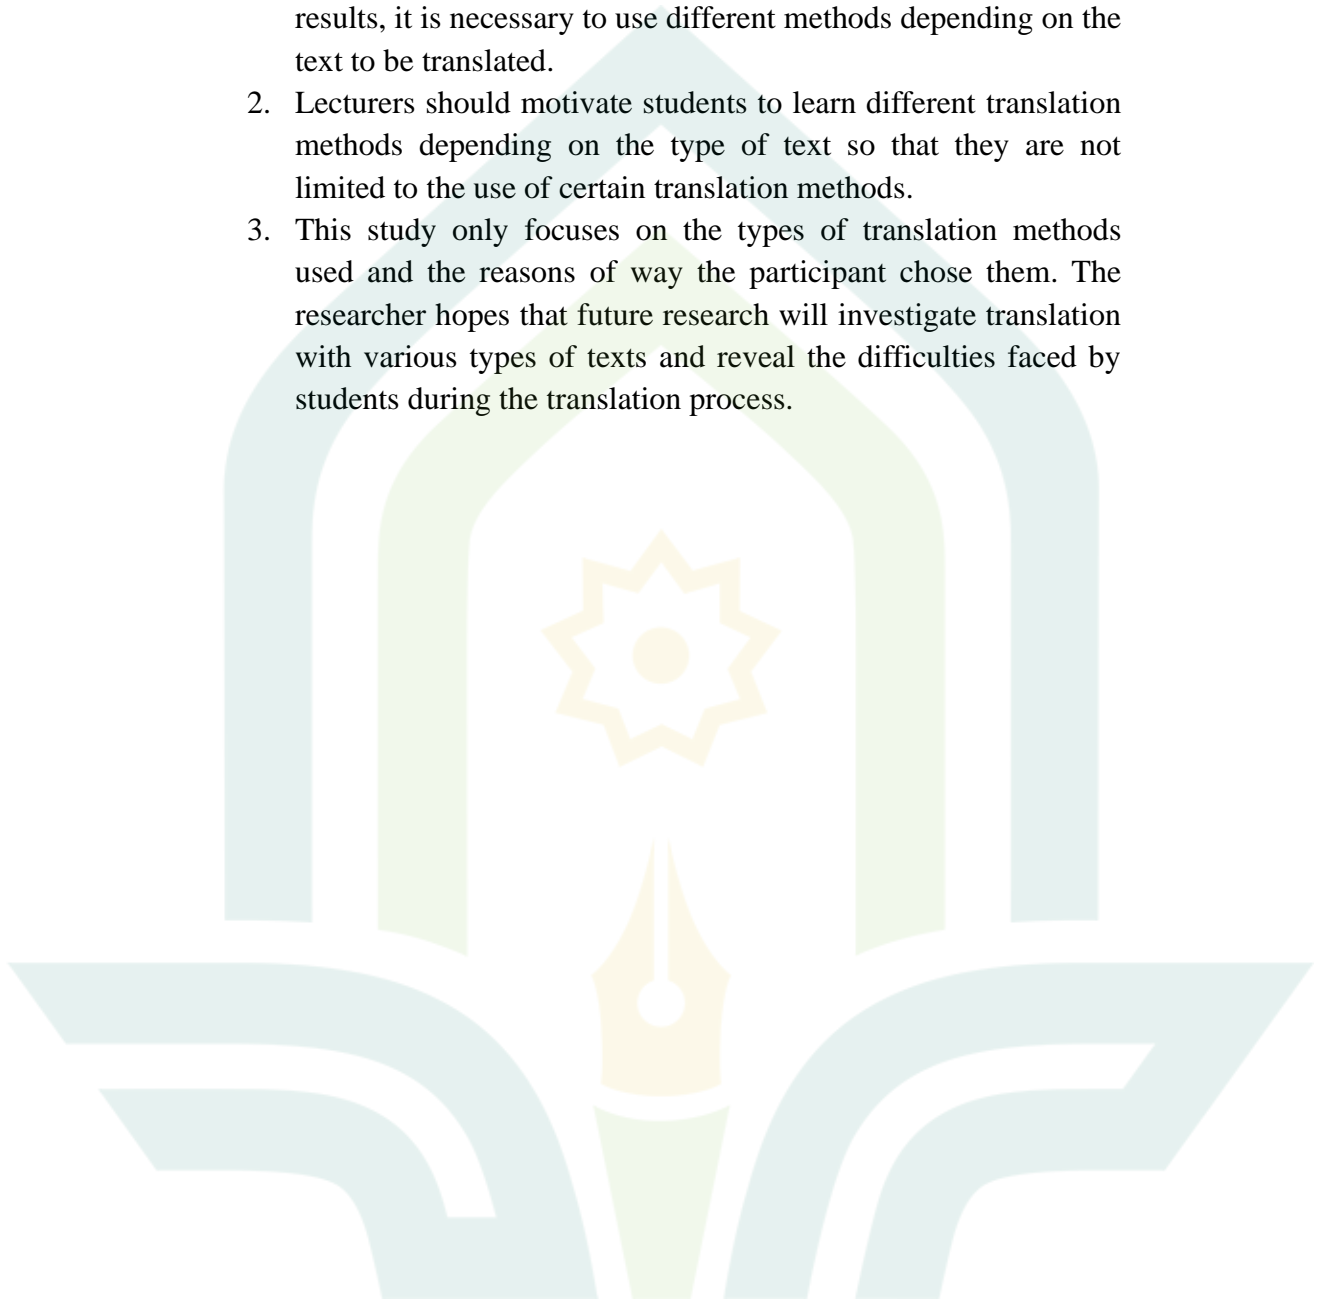 results, it is necessary to use different methods depending on the
text to be translated.
2. Lecturers should motivate students to learn different translation
methods depending on the type of text so that they are not
limited to the use of certain translation methods.
3. This study only focuses on the types of translation methods
used and the reasons of way the participant chose them. The
researcher hopes that future research will investigate translation
with various types of texts and reveal the difficulties faced by
students during the translation process.